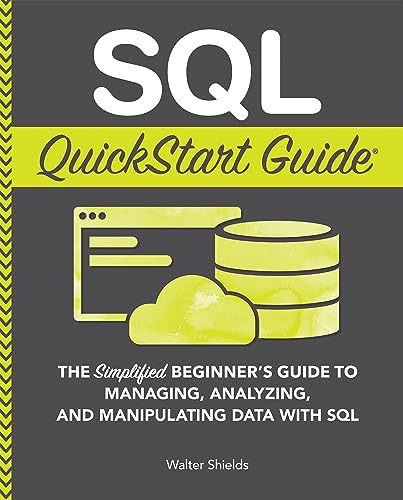 SQL
QuickStart Guide®
THE Simplified BEGINNER'S GUIDE TO
MANAGING, ANALYZING,
AND MANIPULATING DATA WITH SQL
Walter Shields